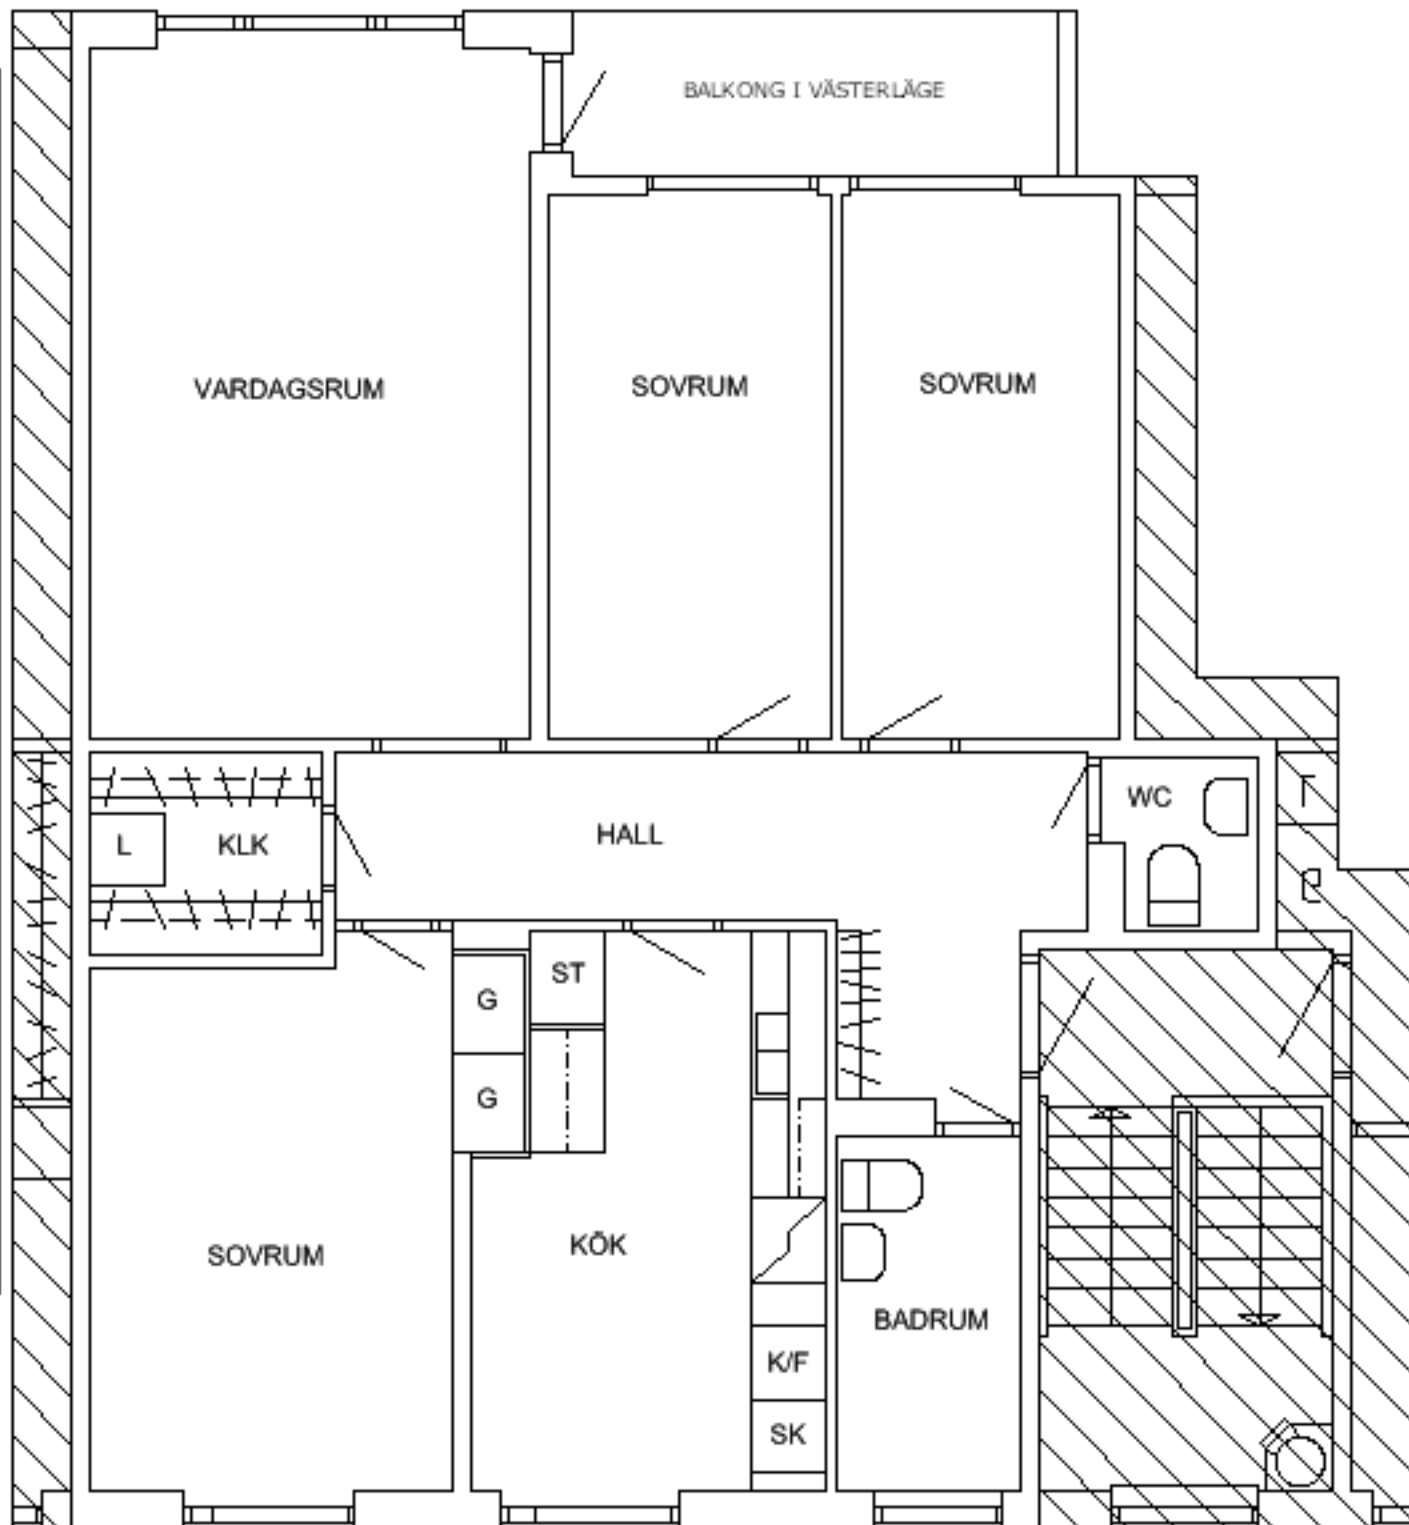 BALKONG I VÄSTERLÄGE
VARDAGSRUM
SOVRUM
SOVRUM
WC
L
KLK
HALL
ST
G
G
SOVRUM
KÖK
BADRUM
K/F
SK